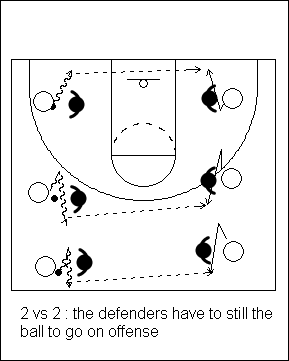 2 vs 2 : the defenders have to still the
ball to go on offense